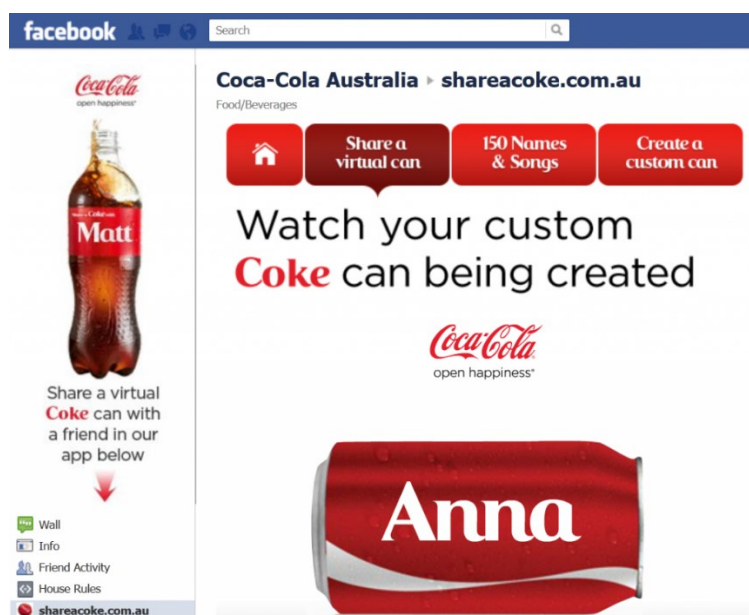 facebook
Search
Coca-Cola
open happiness®
Share a Coke with
Matt
Share a virtual
Coke can with
a friend in our
app below
Wall
Info
Friend Activity
House Rules
shareacoke.com.au
Coca-Cola Australia ▸ shareacoke.com.au
Food/Beverages
Share a
virtual can
150 Names
& Songs
Create a
custom can
Watch your custom
Coke can being created
Coca-Cola
open happiness®
Anna